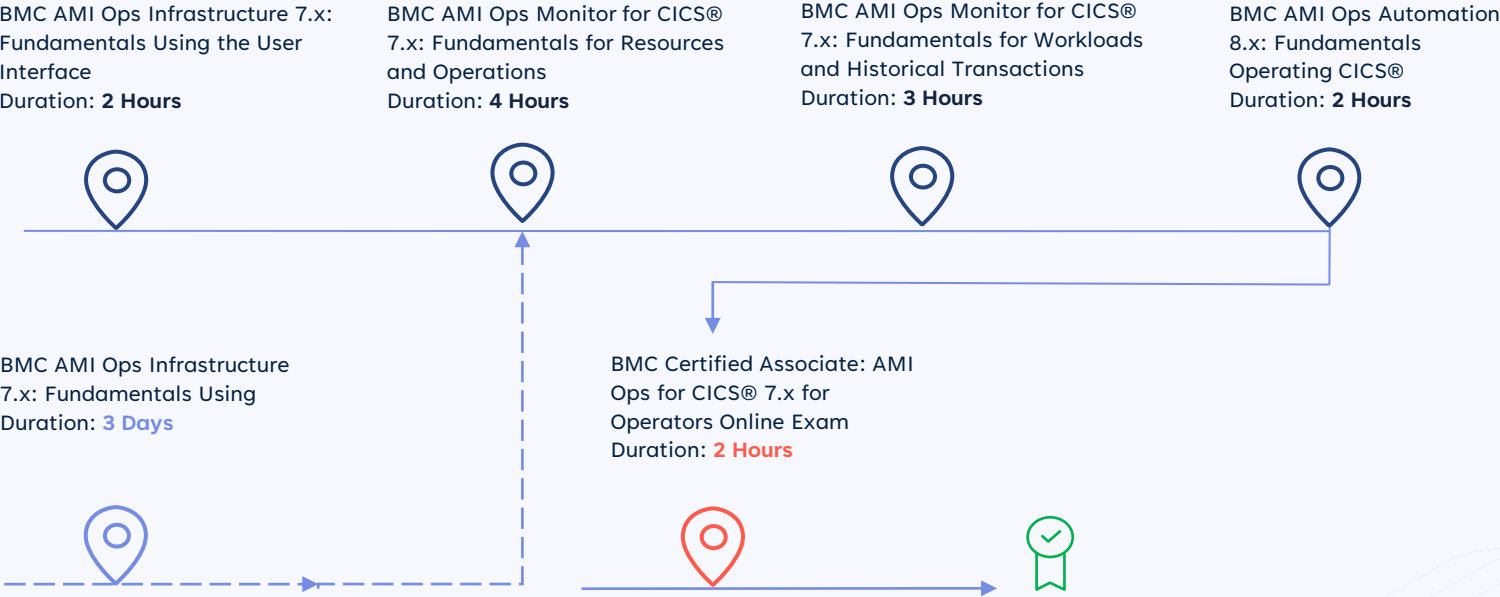 BMC AMI Ops Infrastructure 7.x:
Fundamentals Using the User
Interface
Duration: 2 Hours
BMC AMI Ops Monitor for CICS®
7.x: Fundamentals for Resources
and Operations
Duration: 4 Hours
BMC AMI Ops Monitor for CICS®
7.x: Fundamentals for Workloads
and Historical Transactions
Duration: 3 Hours
BMC AMI Ops Automation
8.x: Fundamentals
Operating CICS®
Duration: 2 Hours
BMC AMI Ops Infrastructure
7.x: Fundamentals Using
Duration: 3 Days
BMC Certified Associate: AMI
Ops for CICS® 7.x for
Operators Online Exam
Duration: 2 Hours